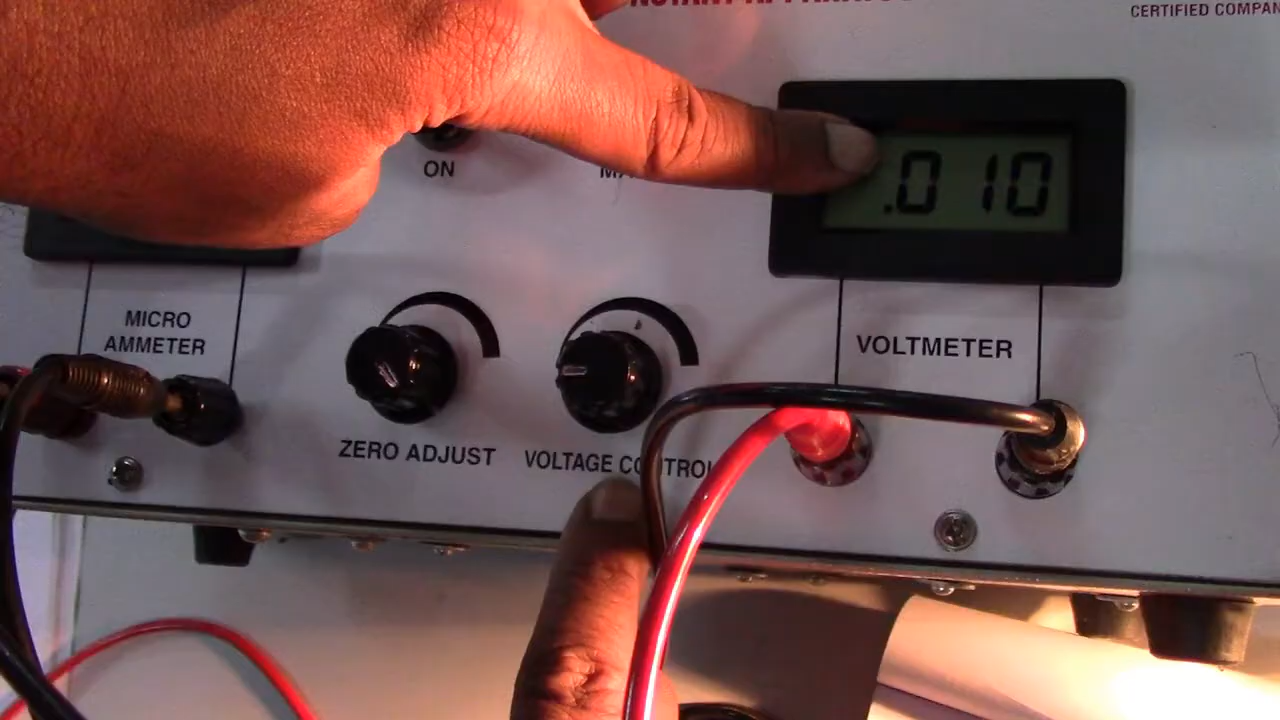 CERTIFIED COMPAN
ON
.010
MICRO
AMMETER
VOLTMETER
ZERO ADJUST
VOLTAGE CONTROL